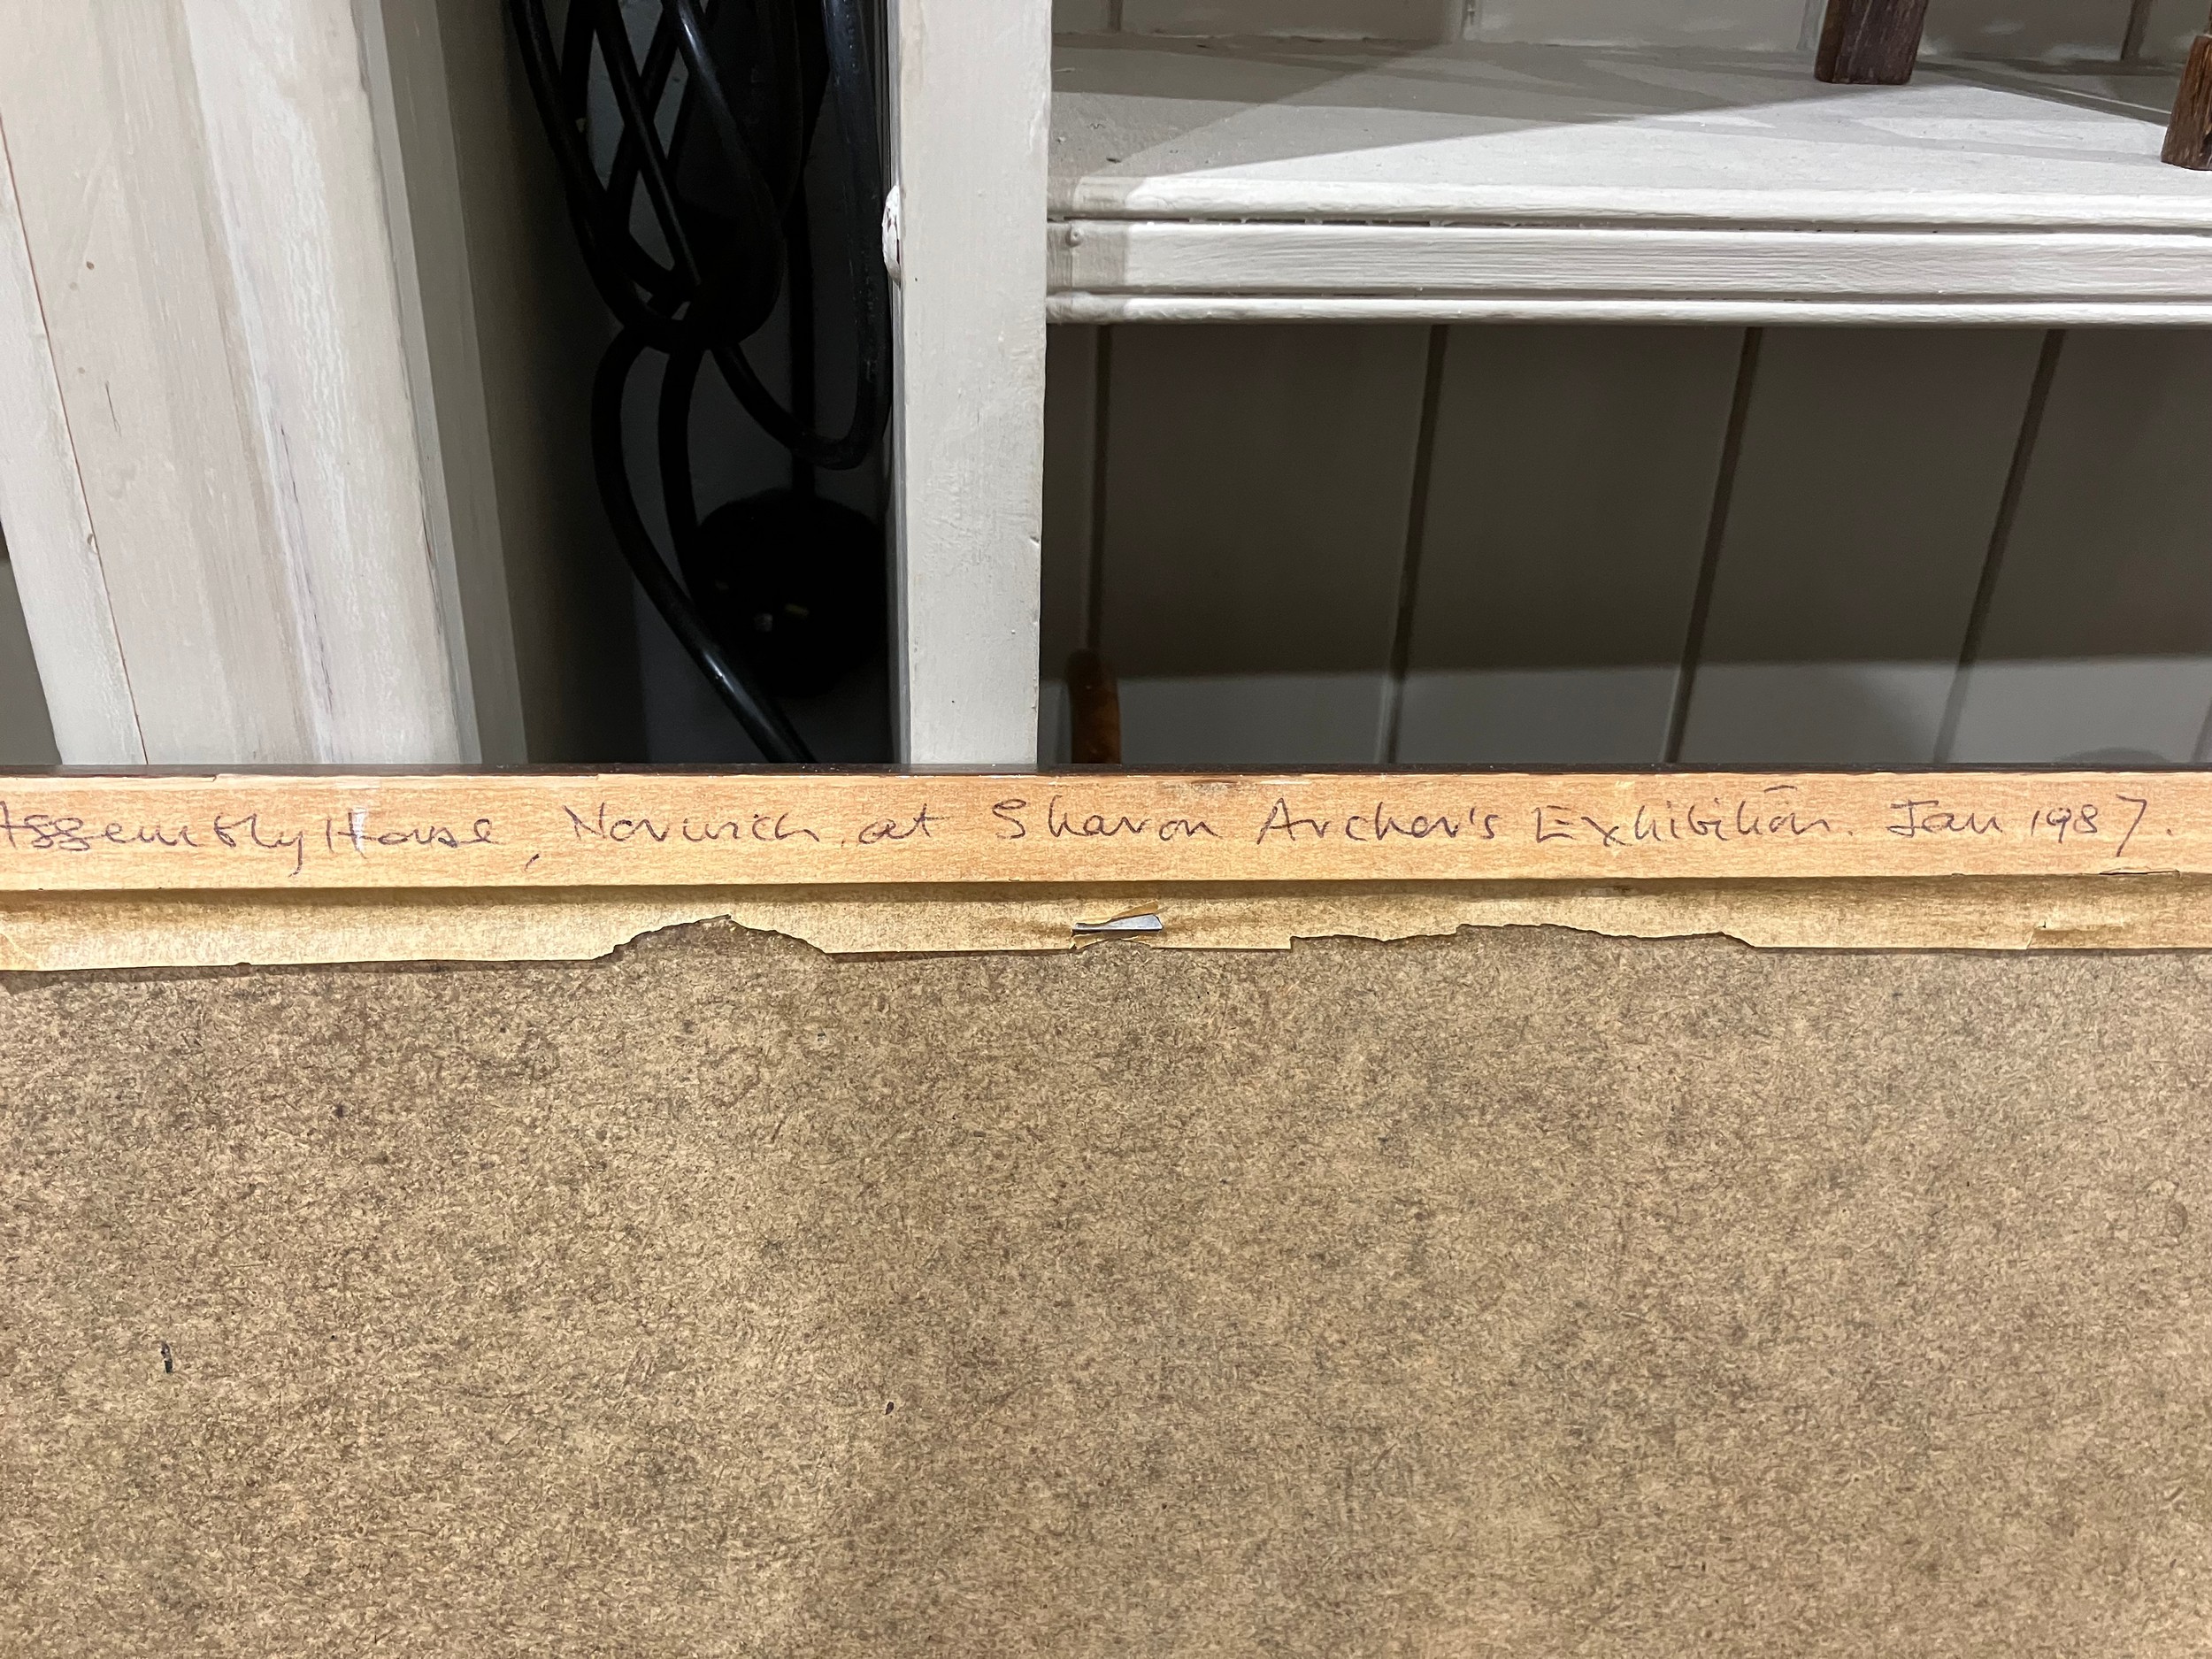 Assembly House, Norwich, at Sharon Archer's Exhibition. Jan 1987.